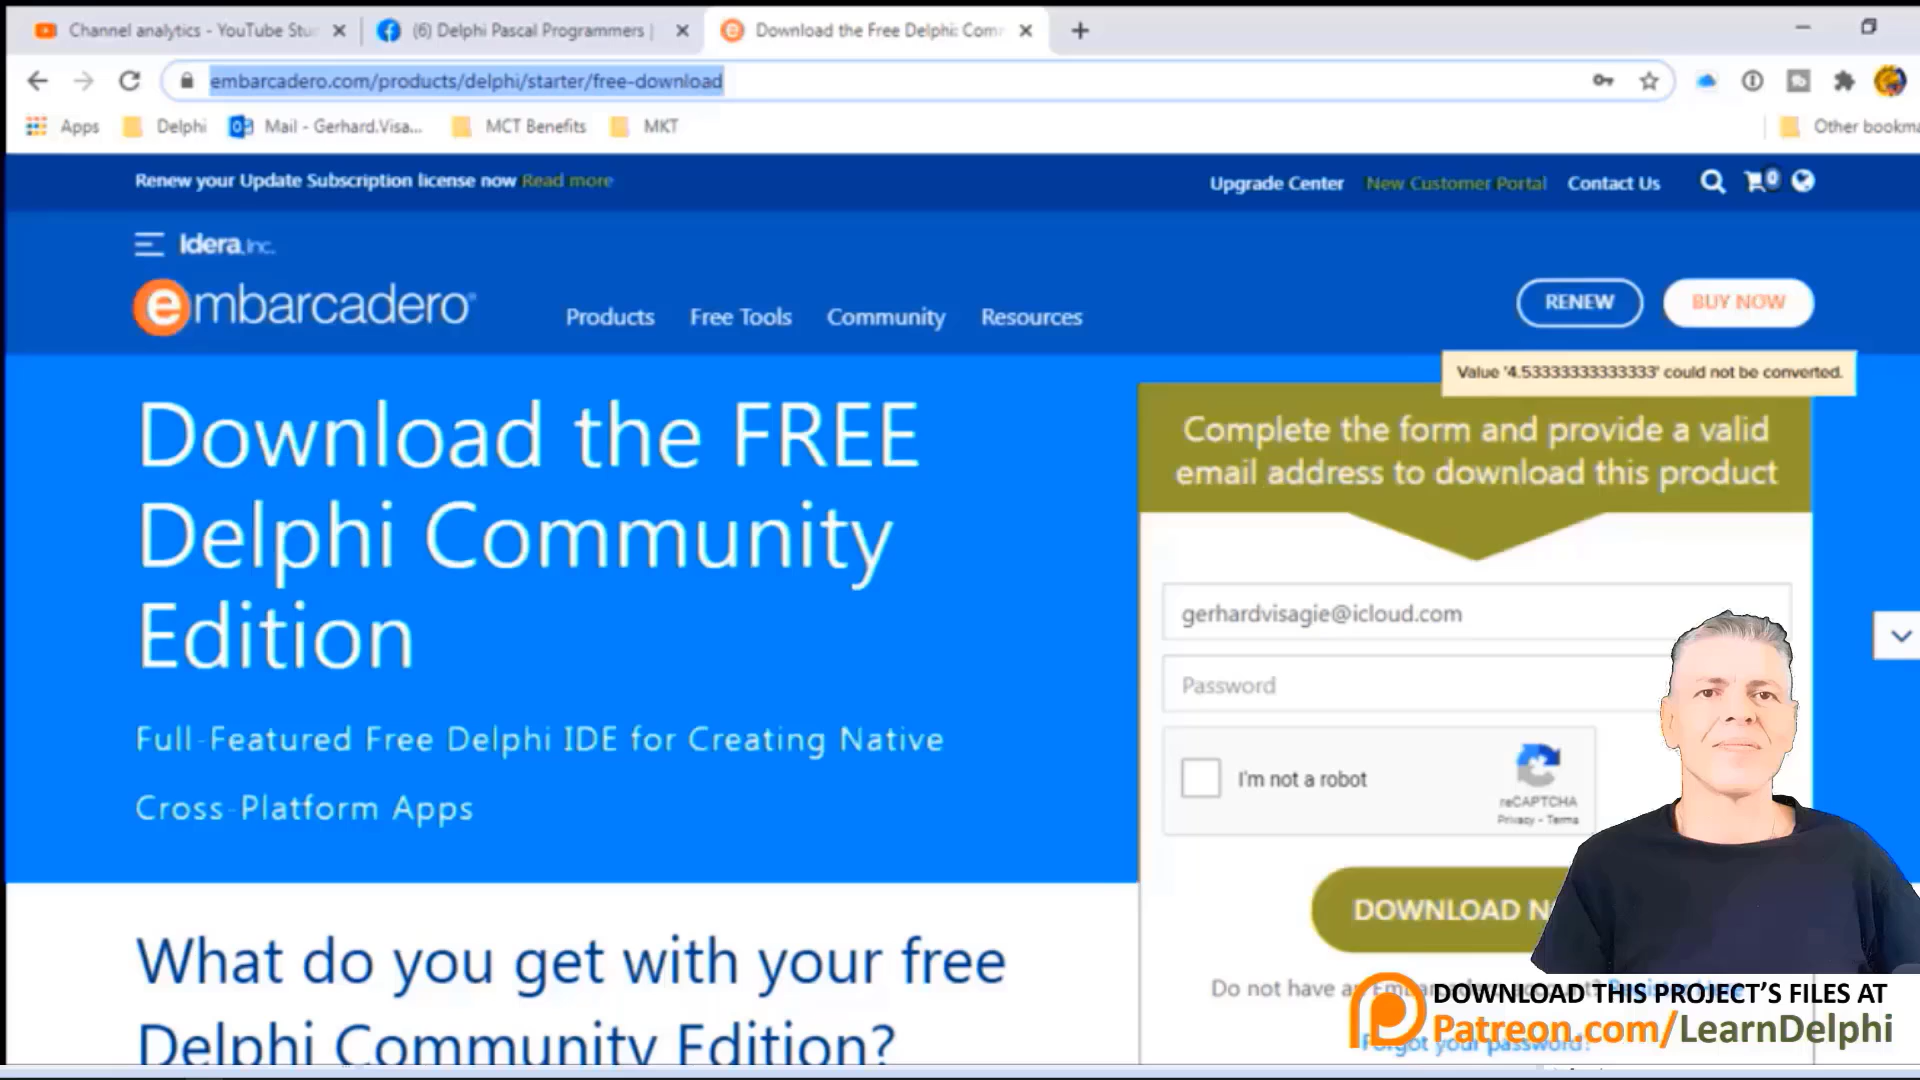 Channel analytics - YouTube Stu
(6) Delphi Pascal Programmers |
Download the Free Delphi: Com
embarcadero.com/products/delphi/starter/free-download
Apps
Delphi
Mail - Gerhard.Visa...
MCT Benefits
MKT
Other bookma
Renew your Update Subscription license now Read more
Upgrade Center
New Customer Portal
Contact Us
0
Idera, Inc.
embarcadero
Products
Free Tools
Community
Resources
RENEW
BUY NOW
Value '4.53333333333333' could not be converted.
Download the FREE
Delphi Community
Edition
Full-Featured Free Delphi IDE for Creating Native
Cross-Platform Apps
Complete the form and provide a valid
email address to download this product
gerhardvisagie@icloud.com
Password
I'm not a robot
reCAPTCHA
Privacy - Terms
DOWNLOAD N
What do you get with your free
Delphi Community Edition?
Do not have an
DOWNLOAD THIS PROJECT'S FILES AT
Patreon.com/LearnDelphi
Forgot your password?